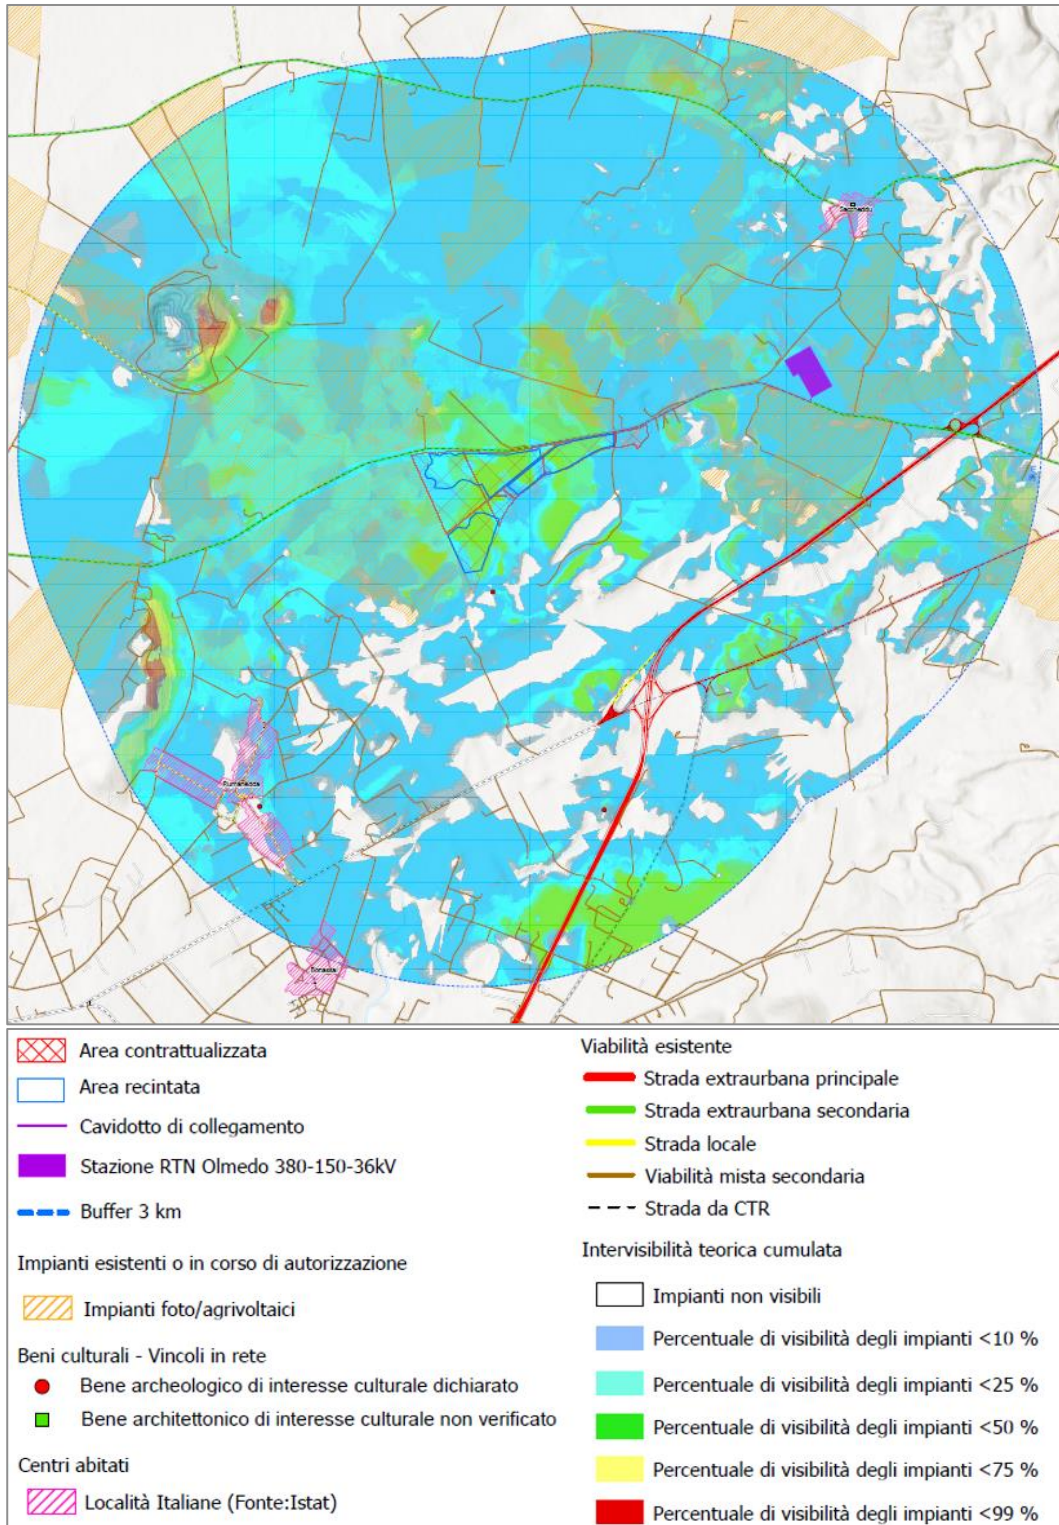 Saccheddu
Rumanedda
Bonassai
Area contrattualizzata
Area recintata
Cavidotto di collegamento
Stazione RTN Olmedo 380-150-36kV
Buffer 3 km
Impianti esistenti o in corso di autorizzazione
Impianti foto/agrivoltaici
Beni culturali - Vincoli in rete
Bene archeologico di interesse culturale dichiarato
Bene architettonico di interesse culturale non verificato
Centri abitati
Località Italiane (Fonte:Istat)
Viabilità esistente
Strada extraurbana principale
Strada extraurbana secondaria
Strada locale
Viabilità mista secondaria
Strada da CTR
Intervisibilità teorica cumulata
Impianti non visibili
Percentuale di visibilità degli impianti <10 %
Percentuale di visibilità degli impianti <25 %
Percentuale di visibilità degli impianti <50 %
Percentuale di visibilità degli impianti <75 %
Percentuale di visibilità degli impianti <99 %